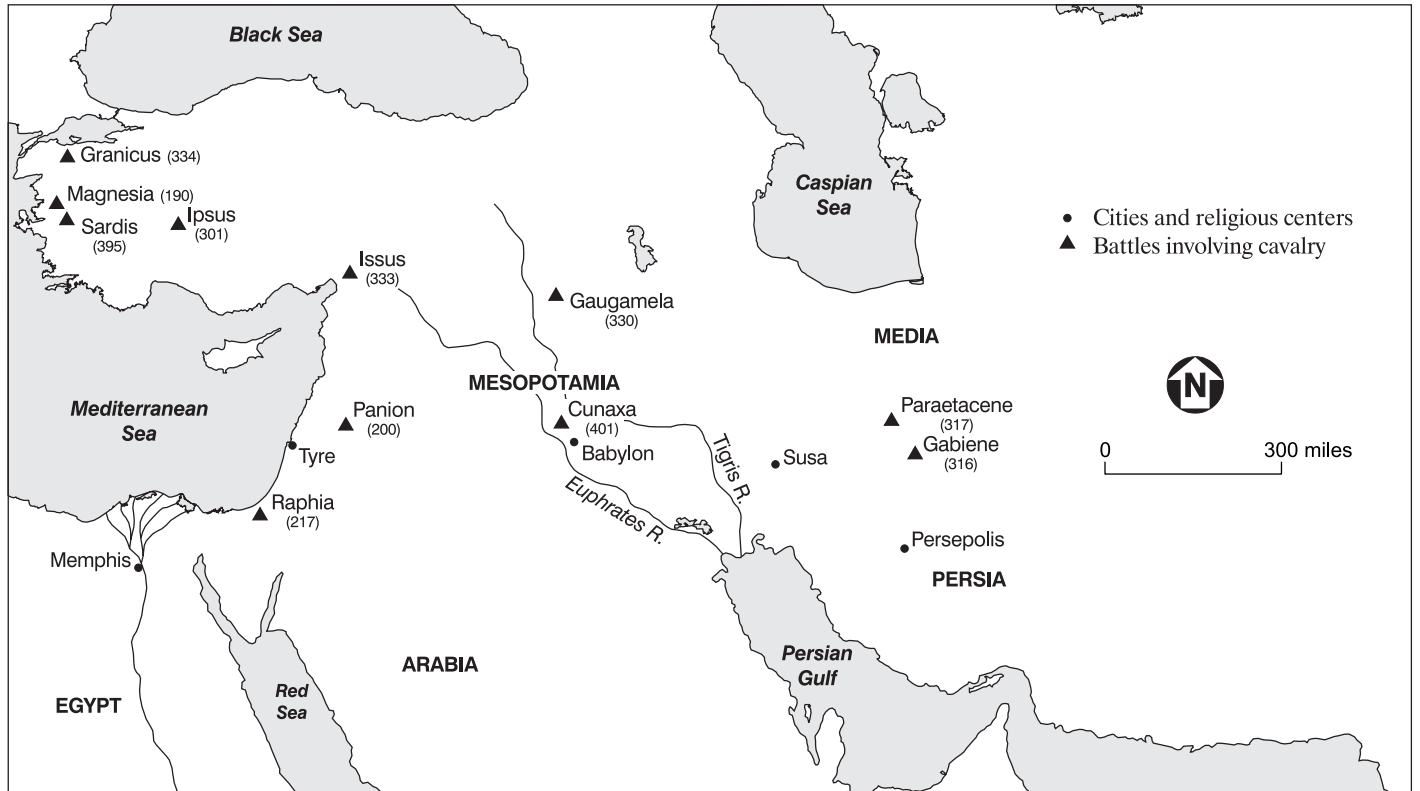 Black Sea
Granicus (334)
Magnesia (190)
Sardis
(395)
Ipsus
(301)
Issus
(333)
Caspian
Sea
• Cities and religious centers
▲ Battles involving cavalry
Gaugamela
(330)
MEDIA
N
MESOPOTAMIA
Mediterranean
Sea
Panion
(200)
Cunaxa
(401)
Paraetacene
(317)
Gabiene
(316)
0 300 miles
Tyre
Babylon
Tigris R.
Susa
Raphia
(217)
Euphrates R.
Memphis
Persepolis
PERSIA
ARABIA
Persian
Gulf
EGYPT
Red
Sea